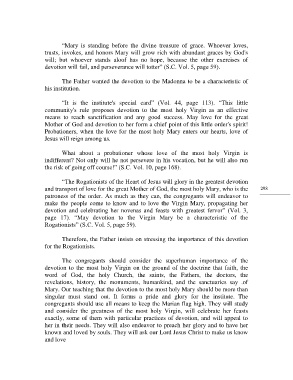 "Mary is standing before the divine treasure of grace. Whoever loves,
trusts, invokes, and honors Mary will grow rich with abundant graces by God's
will; but whoever stands aloof has no hope, because the other exercises of
devotion will fail, and perseverance will totter" (S.C. Vol. 5, page 59).
The Father wanted the devotion to the Madonna to be a characteristic of
his institution.
"It is the institute's special card" (Vol. 44, page 113). "This little
community's rule proposes devotion to the most holy Virgin as an effective
means to reach sanctification and any good success. May love for the great
Mother of God and devotion to her form a chief point of this little order's spirit!
Probationers, when the love for the most holy Mary enters our hearts, love of
Jesus will reign among us.
What about a probationer whose love of the most holy Virgin is
indifferent? Not only will he not persevere in his vocation, but he will also run
the risk of going off course!" (S.C. Vol. 10, page 168).
"The Rogationists of the Heart of Jesus will glory in the greatest devotion
and transport of love for the great Mother of God, the most holy Mary, who is the
patroness of the order. As much as they can, the congregants will endeavor to
make the people come to know and to love the Virgin Mary, propagating her
devotion and celebrating her novenas and feasts with greatest fervor" (Vol. 3,
page 17). "May devotion to the Virgin Mary be a characteristic of the
Rogationists" (S.C. Vol. 5, page 59).
Therefore, the Father insists on stressing the importance of this devotion
for the Rogationists.
The congregants should consider the superhuman importance of the
devotion to the most holy Virgin on the ground of the doctrine that faith, the
word of God, the holy Church, the saints, the Fathers, the doctors, the
revelations, history, the monuments, humankind, and the sanctuaries say of
Mary. Our teaching that the devotion to the most holy Mary should be more than
singular must stand out. It forms a pride and glory for the institute. The
congregants should use all means to keep the Marian flag high. They will study
and consider the greatness of the most holy Virgin, will celebrate her feasts
exactly, some of them with particular practices of devotion, and will appeal to
her in their needs. They will also endeavor to preach her glory and to have her
known and loved by souls. They will ask our Lord Jesus Christ to make us know
and love